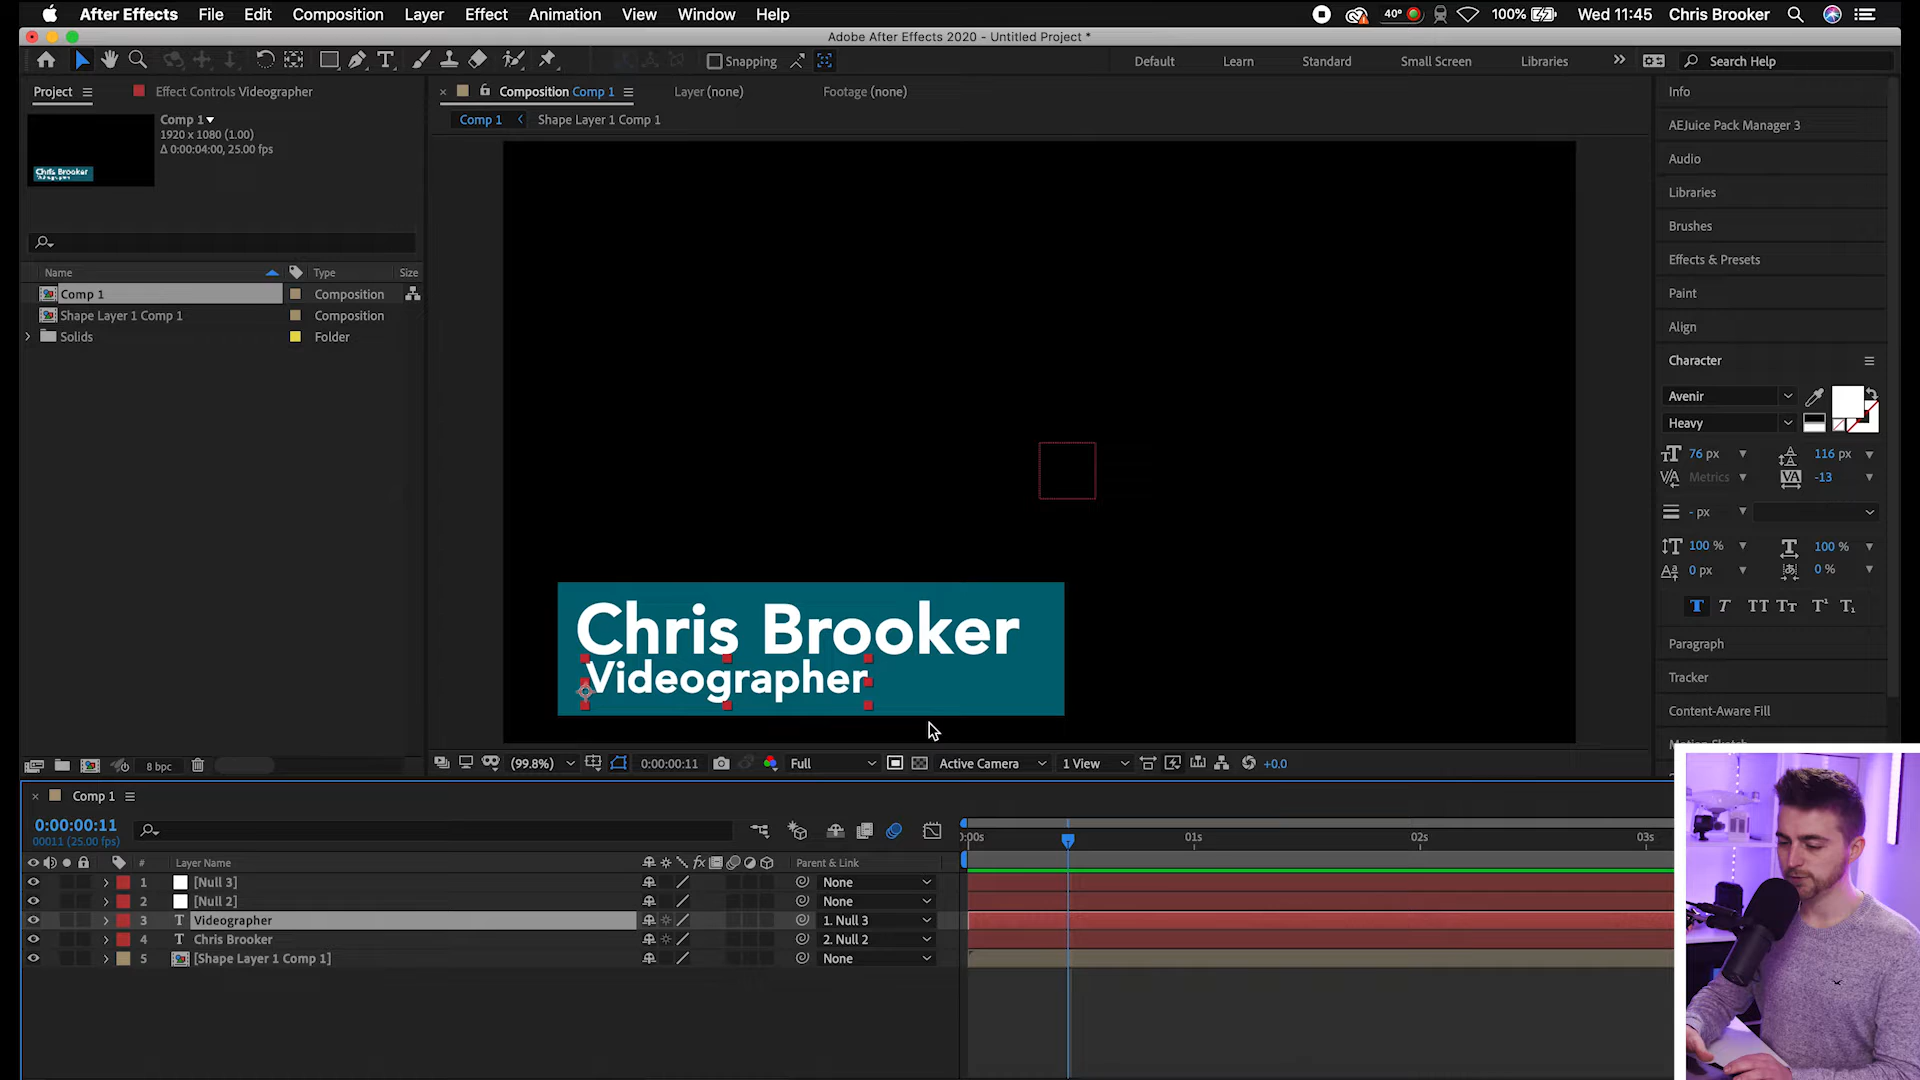 After Effects File Edit Composition Layer Effect Animation View Window Help 40° 100% Wed 11:45 Chris Brooker
Adobe After Effects 2020 - Untitled Project *
Snapping Default Learn Standard Small Screen Libraries Search Help
Project Effect Controls Videographer
Composition Comp 1 Layer (none) Footage (none)
Comp 1 Shape Layer 1 Comp 1
Comp 1
1920 x 1080 (1.00)
Δ 0:00:04:00, 25.00 fps
Chris Brooker
Videographer
Name Type Size
Comp 1 Composition
Shape Layer 1 Comp 1 Composition
Solids Folder
8 bpc
Chris Brooker
Videographer
(99.8%) 0:00:00:11 Full Active Camera 1 View +0.0
Info
AEJuice Pack Manager 3
Audio
Libraries
Brushes
Effects & Presets
Paint
Align
Character
Avenir
Heavy
76 px 116 px
Metrics -13
- px
100 % 100 %
0 px 0 %
T T TT Tr T¹ T₁
Paragraph
Tracker
Content-Aware Fill
Comp 1
0:00:00:11
00011 (25.00 fps)
# Layer Name Parent & Link
1 [Null 3] None
2 [Null 2] None
3 T Videographer 1. Null 3
4 T Chris Brooker 2. Null 2
5 [Shape Layer 1 Comp 1] None
:00s 01s 02s 03s